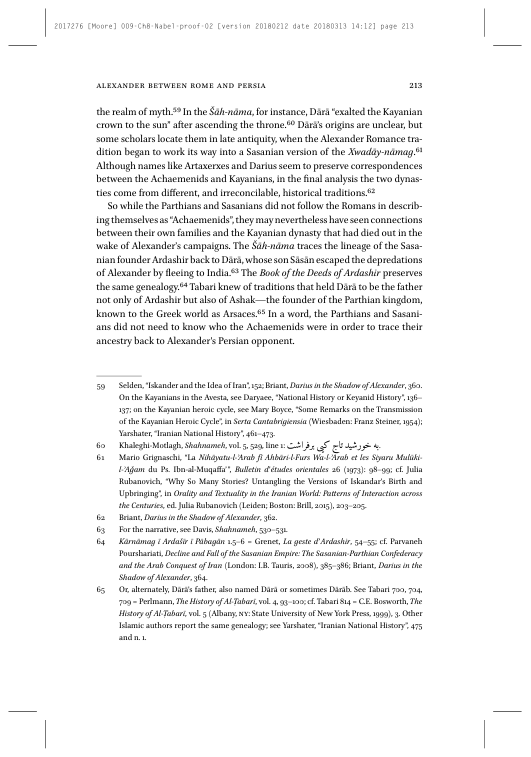 2017276 [Moore] 009-Ch8-Nabel-proof-02 [version 20180212 date 20180313 14:12] page 213
ALEXANDER BETWEEN ROME AND PERSIA 213
the realm of myth.59 In the Šāh-nāma, for instance, Dārā “exalted the Kayanian
crown to the sun” after ascending the throne.60 Dārā’s origins are unclear, but
some scholars locate them in late antiquity, when the Alexander Romance tra-
dition began to work its way into a Sasanian version of the Xwadāy-nāmag.61
Although names like Artaxerxes and Darius seem to preserve correspondences
between the Achaemenids and Kayanians, in the final analysis the two dynas-
ties come from different, and irreconcilable, historical traditions.62
So while the Parthians and Sasanians did not follow the Romans in describ-
ing themselves as “Achaemenids”, they may nevertheless have seen connections
between their own families and the Kayanian dynasty that had died out in the
wake of Alexander’s campaigns. The Šāh-nāma traces the lineage of the Sasa-
nian founder Ardashir back to Dārā, whose son Sāsān escaped the depredations
of Alexander by fleeing to India.63 The Book of the Deeds of Ardashir preserves
the same genealogy.64 Tabari knew of traditions that held Dārā to be the father
not only of Ardashir but also of Ashak—the founder of the Parthian kingdom,
known to the Greek world as Arsaces.65 In a word, the Parthians and Sasani-
ans did not need to know who the Achaemenids were in order to trace their
ancestry back to Alexander’s Persian opponent.
59 Selden, “Iskander and the Idea of Iran”, 152; Briant, Darius in the Shadow of Alexander, 360.
On the Kayanians in the Avesta, see Daryaee, “National History or Keyanid History”, 136–
137; on the Kayanian heroic cycle, see Mary Boyce, “Some Remarks on the Transmission
of the Kayanian Heroic Cycle”, in Serta Cantabrigiensia (Wiesbaden: Franz Steiner, 1954);
Yarshater, “Iranian National History”, 461–473.
60 Khaleghi-Motlagh, Shahnameh, vol. 5, 529, line 1: به خورشید تاج کیی برفراشت.
61 Mario Grignaschi, “La Nihāyatu-l-ʾArab fī Aḫbāri-l-Furs Wa-l-ʿArab et les Siyaru Mulūki-
l-ʿAǧam du Ps. Ibn-al-Muqaffaʿ”, Bulletin d’études orientales 26 (1973): 98–99; cf. Julia
Rubanovich, “Why So Many Stories? Untangling the Versions of Iskandar’s Birth and
Upbringing”, in Orality and Textuality in the Iranian World: Patterns of Interaction across
the Centuries, ed. Julia Rubanovich (Leiden; Boston: Brill, 2015), 203–205.
62 Briant, Darius in the Shadow of Alexander, 362.
63 For the narrative, see Davis, Shahnameh, 530–531.
64 Kārnāmag ī Ardašīr ī Pābagān 1.5–6 = Grenet, La geste d’Ardashir, 54–55; cf. Parvaneh
Pourshariati, Decline and Fall of the Sasanian Empire: The Sasanian-Parthian Confederacy
and the Arab Conquest of Iran (London: I.B. Tauris, 2008), 385–386; Briant, Darius in the
Shadow of Alexander, 364.
65 Or, alternately, Dārā’s father, also named Dārā or sometimes Dārāb. See Tabari 700, 704,
709 = Perlmann, The History of Al-Ṭabarī, vol. 4, 93–100; cf. Tabari 814 = C.E. Bosworth, The
History of Al-Ṭabarī, vol. 5 (Albany, NY: State University of New York Press, 1999), 3. Other
Islamic authors report the same genealogy; see Yarshater, “Iranian National History”, 475
and n. 1.